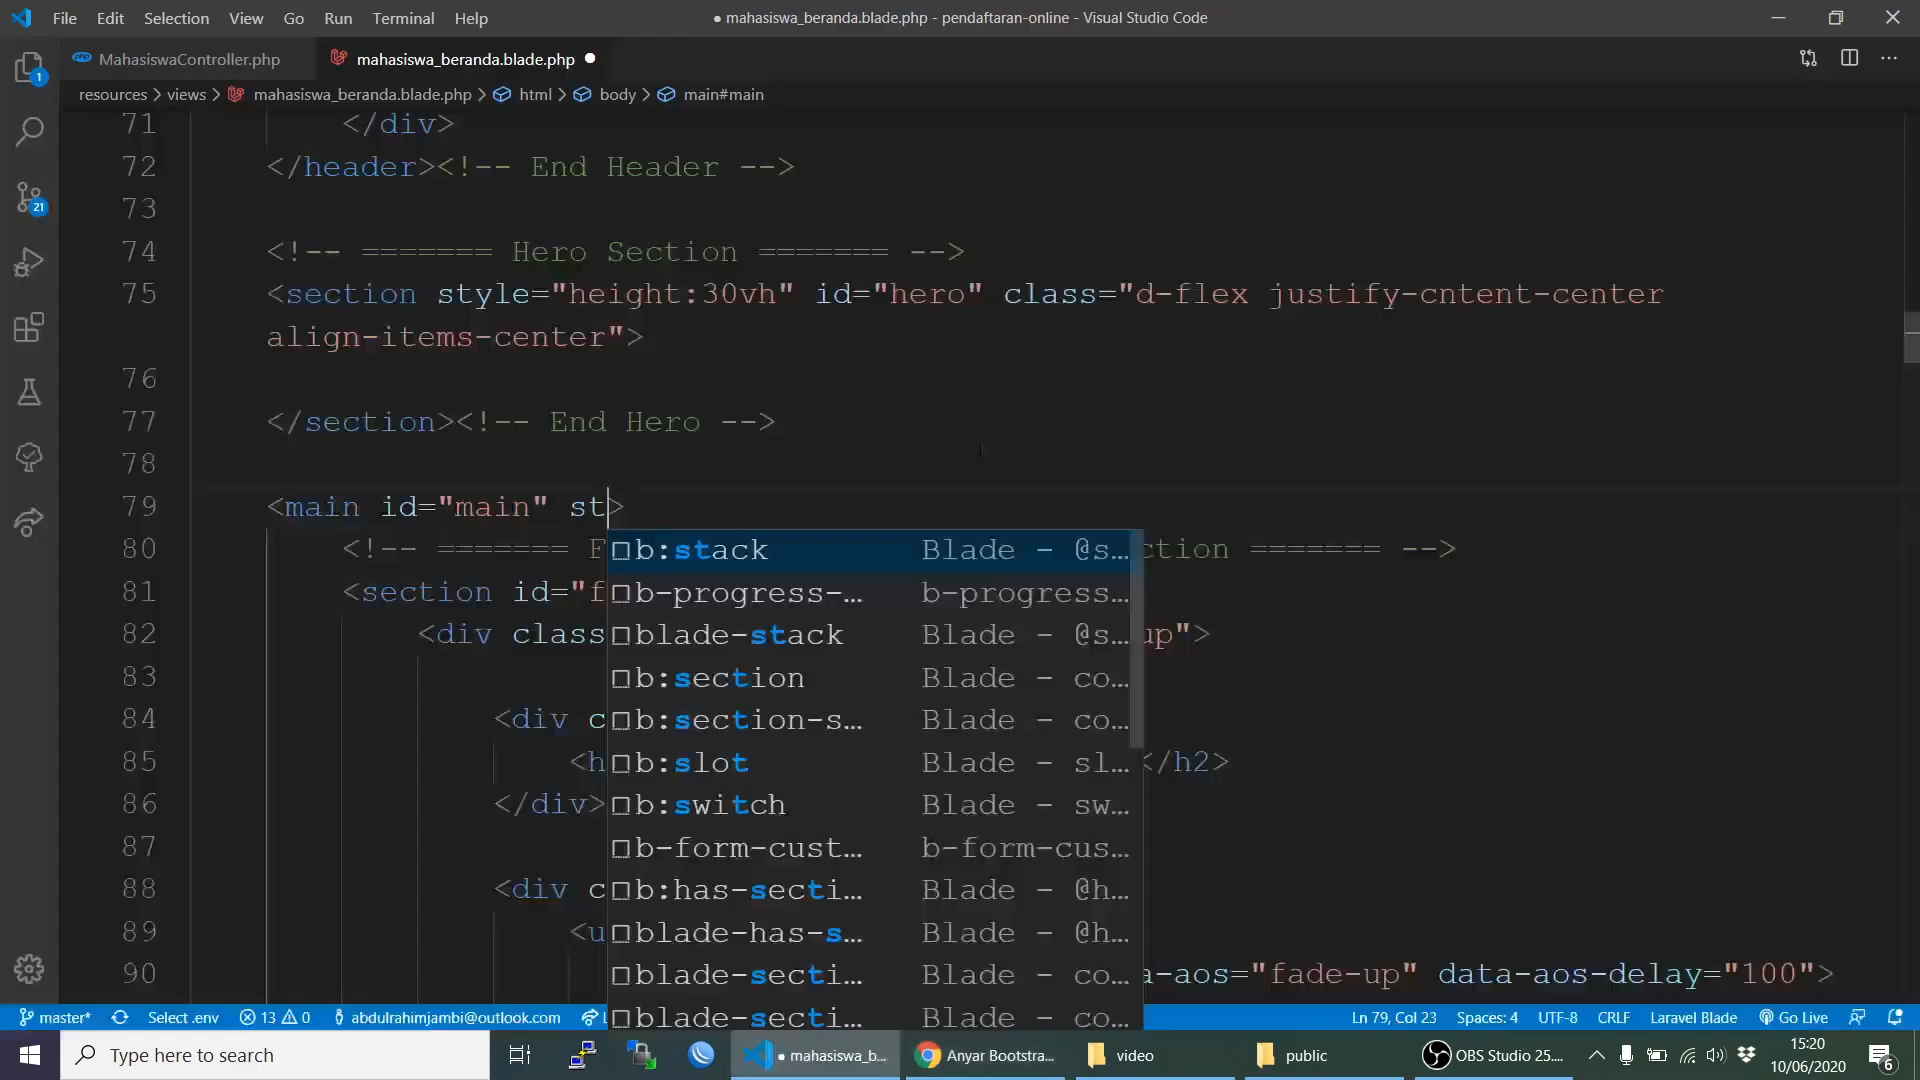 File Edit Selection View Go Run Terminal Help ● mahasiswa_beranda.blade.php - pendaftaran-online - Visual Studio Code
MahasiswaController.php mahasiswa_beranda.blade.php ●
resources > views > mahasiswa_beranda.blade.php > html > body > main#main
1
21
71 </div>
72 </header><!-- End Header -->
73
74 <!-- ======= Hero Section ======= -->
75 <section style="height:30vh" id="hero" class="d-flex justify-cntent-center
align-items-center">
76
77 </section><!-- End Hero -->
78
79 <main id="main" st>
80 <!-- ======= F ction ======= -->
81 <section id="f
82 <div class up">
83
84 <div c
85 <h </h2>
86 </div>
87
88 <div c
89 <u
90 a-aos="fade-up" data-aos-delay="100">
b:stack Blade - @s…
b-progress-… b-progress…
blade-stack Blade - @s…
b:section Blade - co…
b:section-s… Blade - co…
b:slot Blade - sl…
b:switch Blade - sw…
b-form-cust… b-form-cus…
b:has-secti… Blade - @h…
blade-has-s… Blade - @h…
blade-secti… Blade - co…
blade-secti… Blade - co…
master* Select .env 13 0 abdulrahimjambi@outlook.com L Ln 79, Col 23 Spaces: 4 UTF-8 CRLF Laravel Blade Go Live
Type here to search ● mahasiswa_b... Anyar Bootstra... video public OBS Studio 25.... 15:20
10/06/2020 6